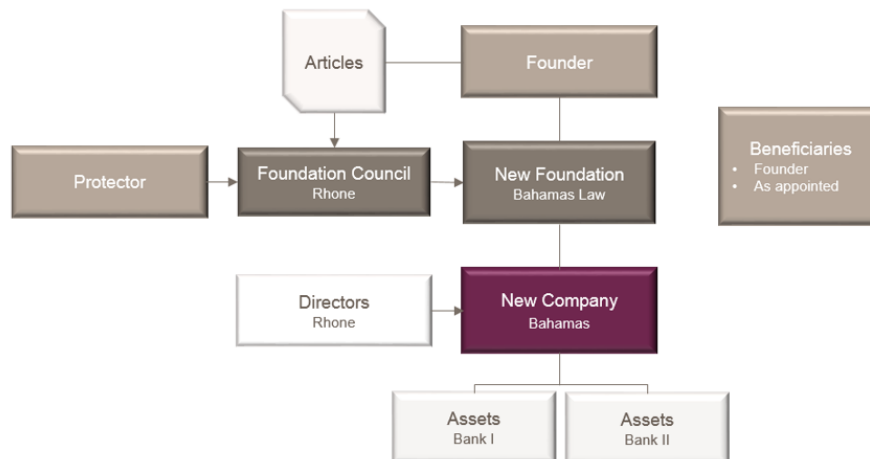 Articles
Founder
Beneficiaries
• Founder
• As appointed
Protector
Foundation Council
Rhone
New Foundation
Bahamas Law
Directors
Rhone
New Company
Bahamas
Assets
Bank I
Assets
Bank II